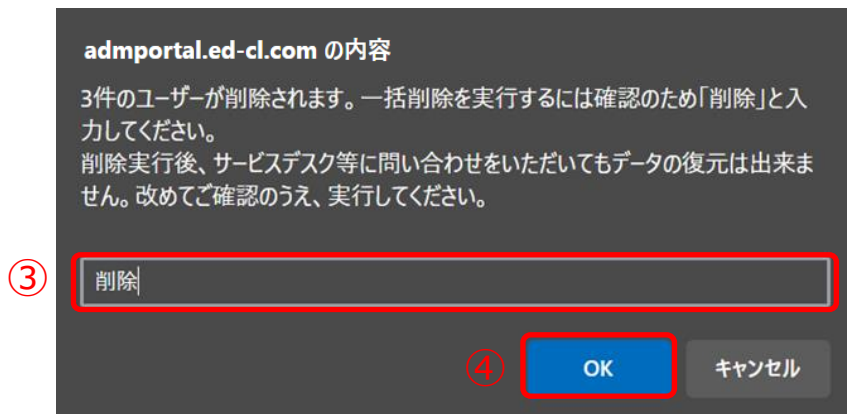 admportal.ed-cl.com の内容
3件のユーザーが削除されます。一括削除を実行するには確認のため「削除」と入
力してください。
削除実行後、サービスデスク等に問い合わせをいただいてもデータの復元は出来ま
せん。改めてご確認のうえ、実行してください。
③ 削除
④ OK キャンセル